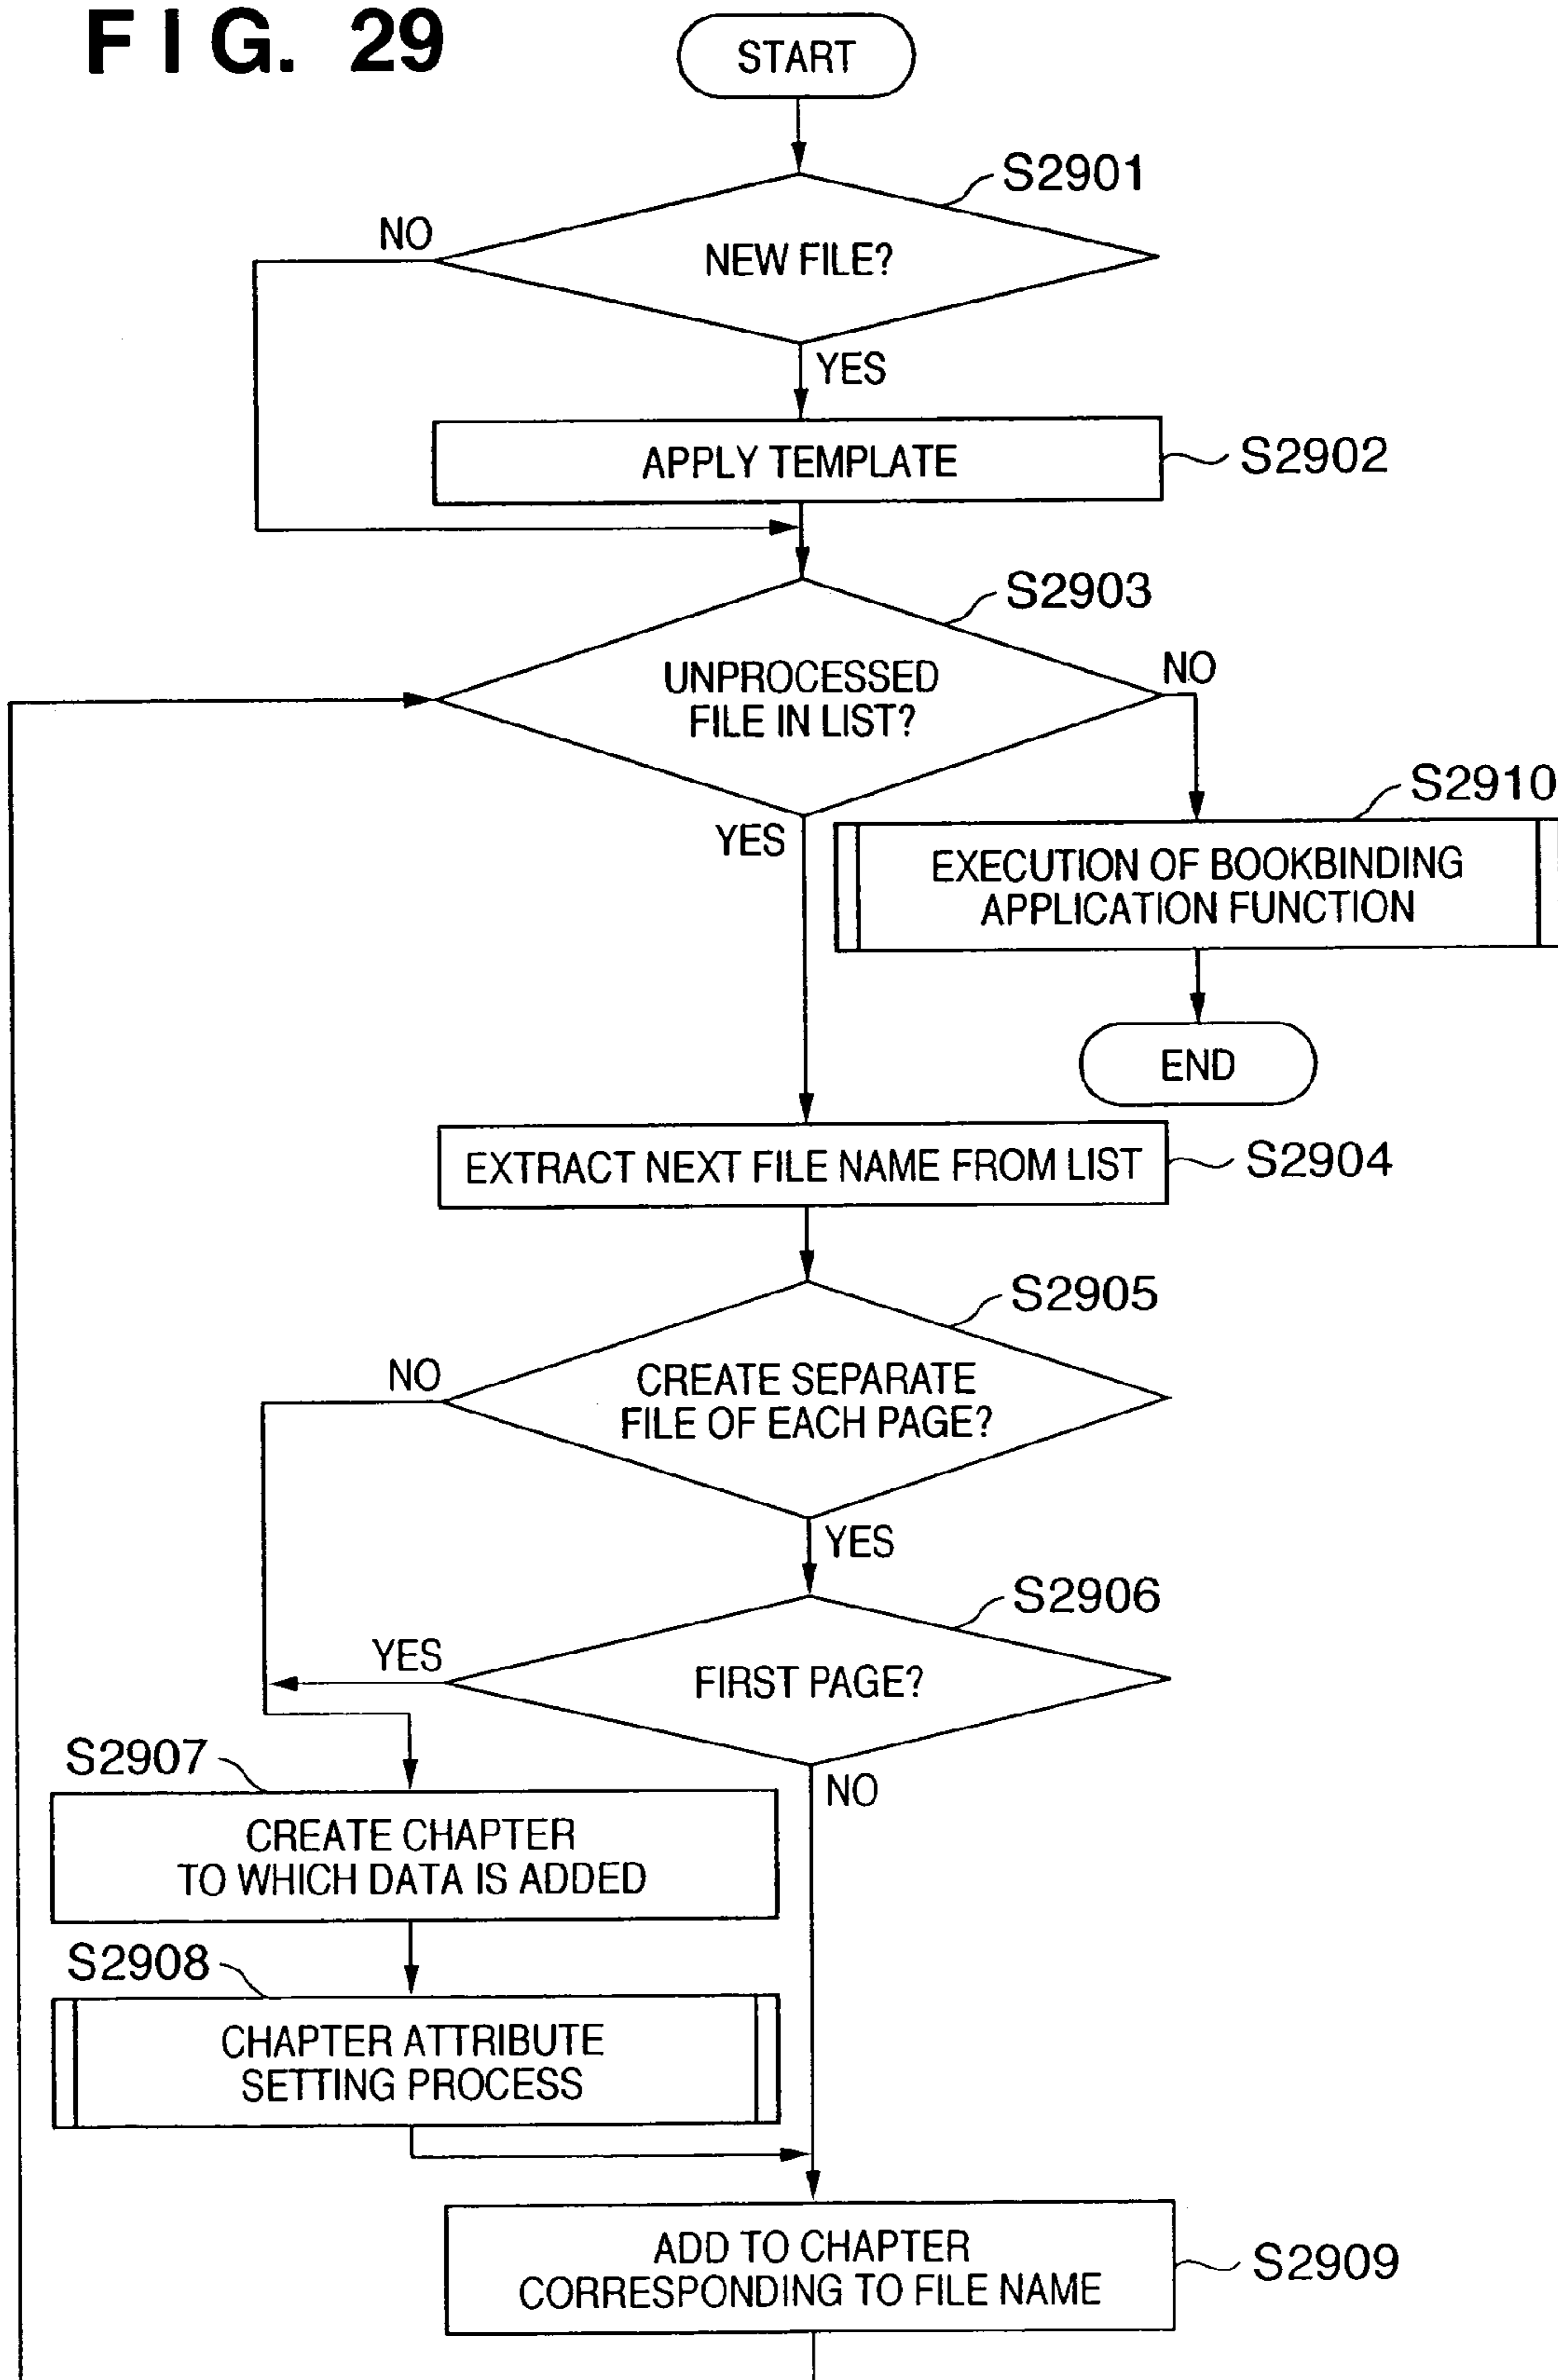 FIG. 29
START
S2901
NO
NEW FILE?
YES
APPLY TEMPLATE
S2902
S2903
UNPROCESSED
FILE IN LIST?
NO
YES
S2910
EXECUTION OF BOOKBINDING
APPLICATION FUNCTION
END
EXTRACT NEXT FILE NAME FROM LIST
S2904
S2905
NO
CREATE SEPARATE
FILE OF EACH PAGE?
YES
S2906
YES
FIRST PAGE?
NO
S2907
CREATE CHAPTER
TO WHICH DATA IS ADDED
S2908
CHAPTER ATTRIBUTE
SETTING PROCESS
ADD TO CHAPTER
CORRESPONDING TO FILE NAME
S2909